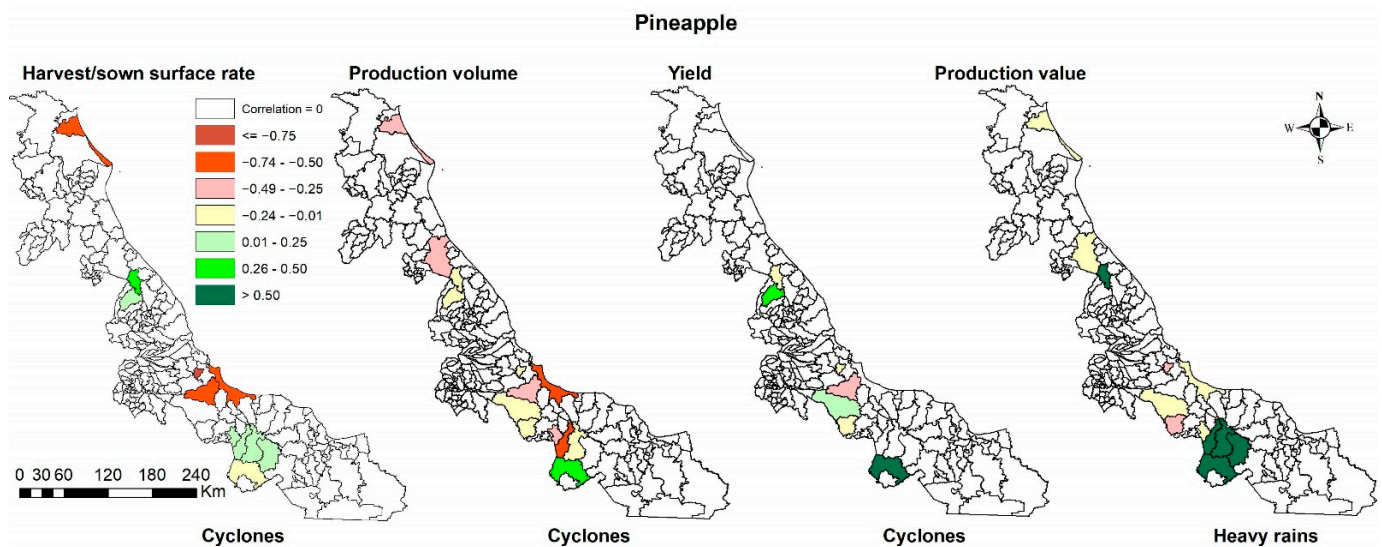 Pineapple
Harvest/sown surface rate
Production volume
Yield
Production value
Correlation = 0
<= −0.75
−0.74 - −0.50
−0.49 - −0.25
−0.24 - −0.01
0.01 - 0.25
0.26 - 0.50
> 0.50
N
W
E
S
0 30 60 120 180 240
Km
Cyclones
Cyclones
Cyclones
Heavy rains